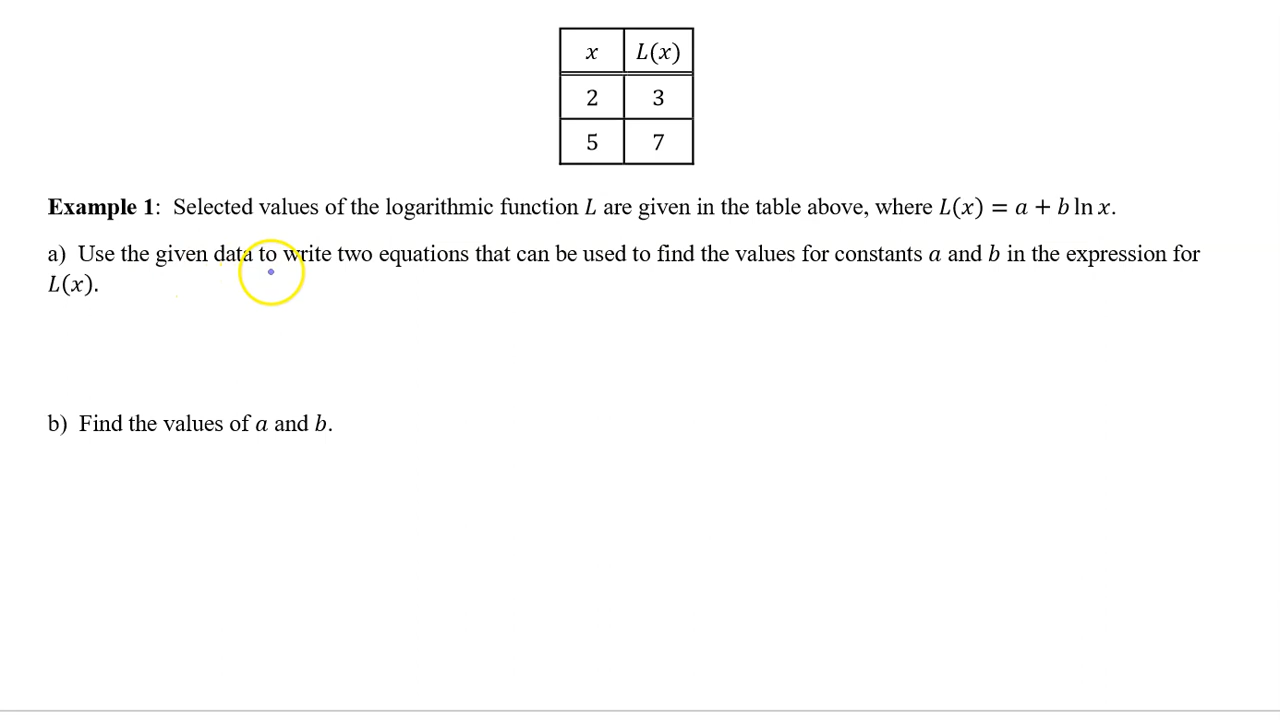 x L(x)
2 3
5 7
Example 1: Selected values of the logarithmic function L are given in the table above, where L(x) = a + b ln x.
a) Use the given data to write two equations that can be used to find the values for constants a and b in the expression for
L(x).
b) Find the values of a and b.